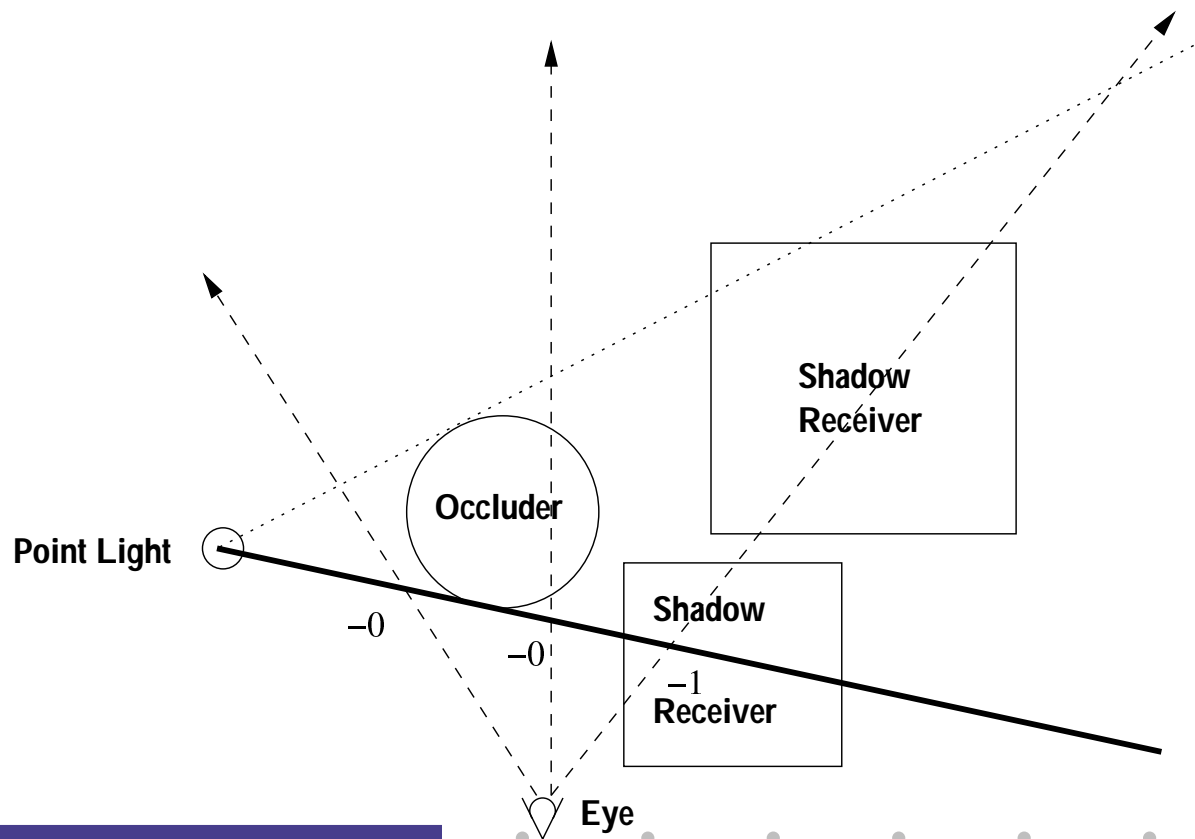 Shadow
Receiver
Occluder
Point Light
Shadow
−0
−0
−1
Receiver
Eye